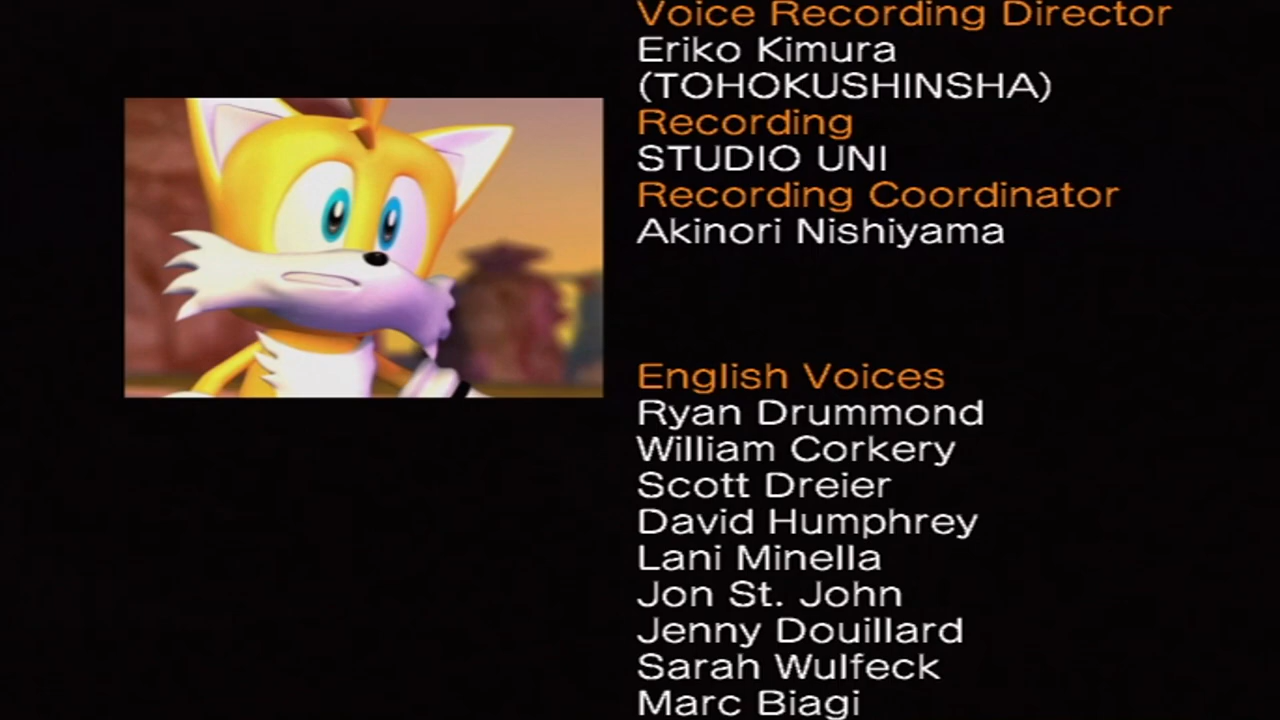 Voice Recording Director
Eriko Kimura
(TOHOKUSHINSHA)
Recording
STUDIO UNI
Recording Coordinator
Akinori Nishiyama
English Voices
Ryan Drummond
William Corkery
Scott Dreier
David Humphrey
Lani Minella
Jon St. John
Jenny Douillard
Sarah Wulfeck
Marc Biagi